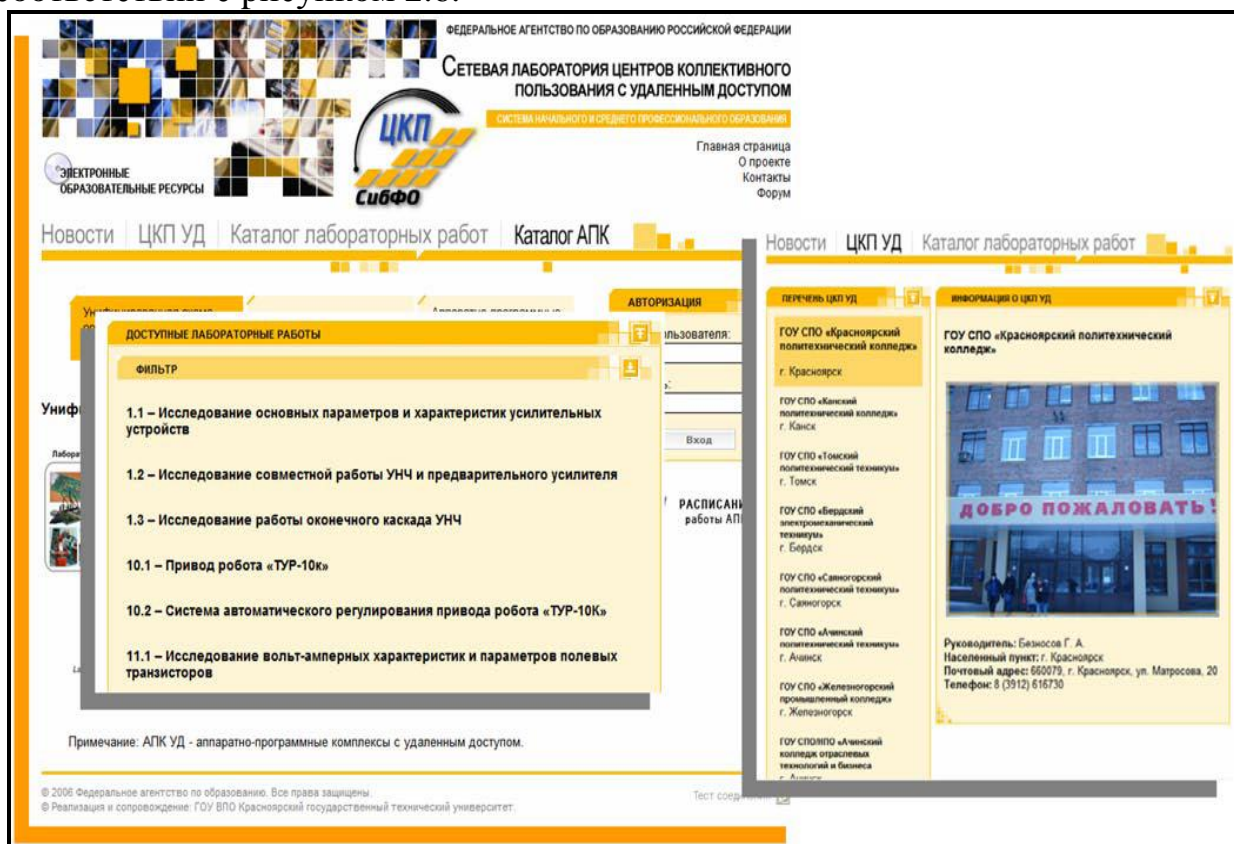 соответствии с рисунком 2.8.
ФЕДЕРАЛЬНОЕ АГЕНТСТВО ПО ОБРАЗОВАНИЮ РОССИЙСКОЙ ФЕДЕРАЦИИ
СЕТЕВАЯ ЛАБОРАТОРИЯ ЦЕНТРОВ КОЛЛЕКТИВНОГО
ПОЛЬЗОВАНИЯ С УДАЛЕННЫМ ДОСТУПОМ
СИСТЕМА НАЧАЛЬНОГО И СРЕДНЕГО ПРОФЕССИОНАЛЬНОГО ОБРАЗОВАНИЯ
ЦКП
СибФО
ЭЛЕКТРОННЫЕ
ОБРАЗОВАТЕЛЬНЫЕ РЕСУРСЫ
Главная страница
О проекте
Контакты
Форум
Новости ЦКП УД Каталог лабораторных работ Каталог АПК
АВТОРИЗАЦИЯ
Вход
РАСПИСАНИ
работы АП
ДОСТУПНЫЕ ЛАБОРАТОРНЫЕ РАБОТЫ
ФИЛЬТР
1.1 – Исследование основных параметров и характеристик усилительных
устройств
1.2 – Исследование совместной работы УНЧ и предварительного усилителя
1.3 – Исследование работы оконечного каскада УНЧ
10.1 – Привод робота «ТУР-10к»
10.2 – Система автоматического регулирования привода робота «ТУР-10К»
11.1 – Исследование вольт-амперных характеристик и параметров полевых
транзисторов
Примечание: АПК УД - аппаратно-программные комплексы с удаленным доступом.
© 2006 Федеральное агентство по образованию. Все права защищены.
© Реализация и сопровождение: ГОУ ВПО Красноярский государственный технический университет.
Тест
Новости ЦКП УД Каталог лабораторных работ
ПЕРЕЧЕНЬ ЦКП УД
ГОУ СПО «Красноярский
политехнический колледж»
г. Красноярск
ГОУ СПО «Канский
политехнический колледж»
г. Канск
ГОУ СПО «Томский
политехнический техникум»
г. Томск
ГОУ СПО «Бердский
электромеханический
техникум»
г. Бердск
ГОУ СПО «Саяногорский
политехнический техникум»
г. Саяногорск
ГОУ СПО «Ачинский
политехнический техникум»
г. Ачинск
ГОУ СПО «Железногорский
промышленный колледж»
г. Железногорск
ГОУ СПО/НПО «Ачинский
колледж отраслевых
технологий и бизнеса
г. Ачинск
ИНФОРМАЦИЯ О ЦКП УД
ГОУ СПО «Красноярский политехнический
колледж»
ДОБРО ПОЖАЛОВАТЬ!
Руководитель: Безносов Г. А.
Населенный пункт: г. Красноярск
Почтовый адрес: 660079, г. Красноярск, ул. Матросова, 20
Телефон: 8 (3912) 616730